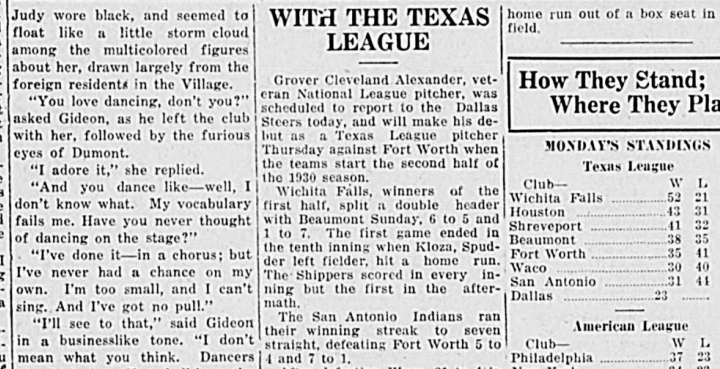 Judy wore black, and seemed to
float like a little storm cloud
among the multicolored figures
about her, drawn largely from the
foreign residents in the Village.
"You love dancing, don't you?"
asked Gideon, as he left the club
with her, followed by the furious
eyes of Dumont.
"I adore it," she replied.
"And you dance like—well, I
don't know what. My vocabulary
fails me. Have you never thought
of dancing on the stage?"
"I've done it—in a chorus; but
I've never had a chance on my
own. I'm too small, and I can't
sing. And I've got no pull."
"I'll see to that," said Gideon
in a businesslike tone. "I don't
mean what you think. Dancers
WITH THE TEXAS
LEAGUE
Grover Cleveland Alexander, vet-
eran National League pitcher, was
scheduled to report to the Dallas
Steers today, and will make his de-
but as a Texas League pitcher
Thursday against Fort Worth when
the teams start the second half of
the 1930 season.
Wichita Falls, winners of the
first half, split a double header
with Beaumont Sunday, 6 to 5 and
1 to 7. The first game ended in
the tenth inning when Kloza, Spud-
der left fielder, hit a home run.
The Shippers scored in every in-
ning but the first in the after-
math.
The San Antonio Indians ran
their winning streak to seven
straight, defeating Fort Worth 5 to
4 and 7 to 1.
home run out of a box seat in
field.
How They Stand;
Where They Pla
MONDAY'S STANDINGS
Texas League
Club— W L
Wichita Falls 52 21
Houston 43 31
Shreveport 41 32
Beaumont 38 35
Fort Worth 35 41
Waco 30 40
San Antonio 31 44
Dallas 23
American League
Club— W L
Philadelphia 37 23